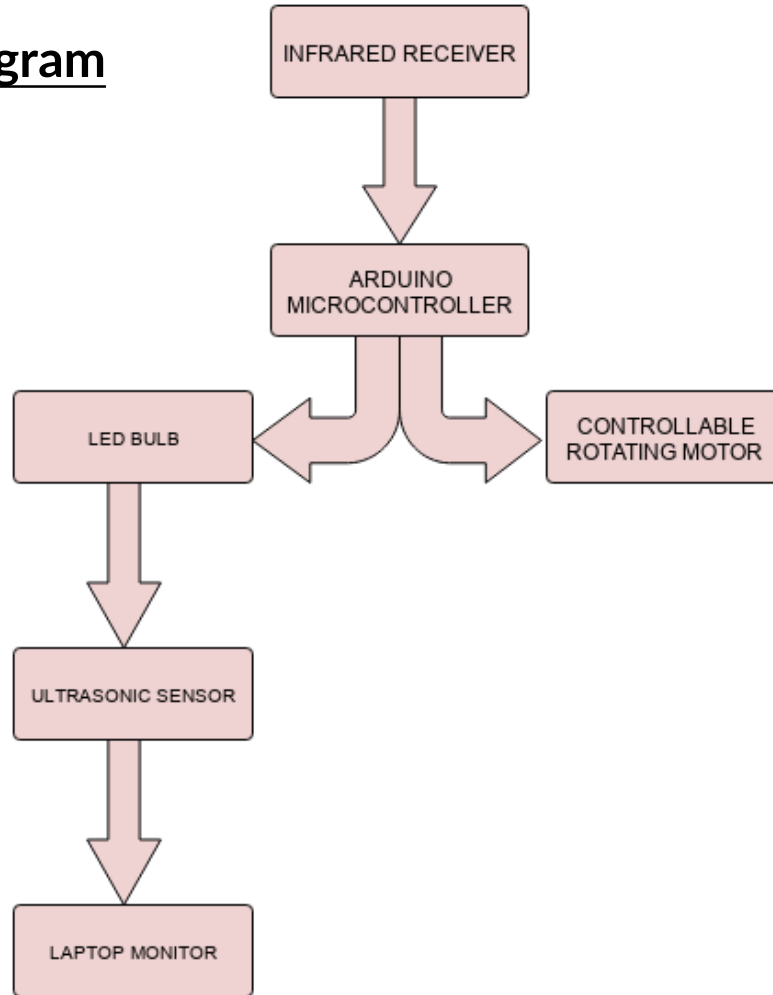 gram
INFRARED RECEIVER
ARDUINO
MICROCONTROLLER
LED BULB
CONTROLLABLE
ROTATING MOTOR
ULTRASONIC SENSOR
LAPTOP MONITOR